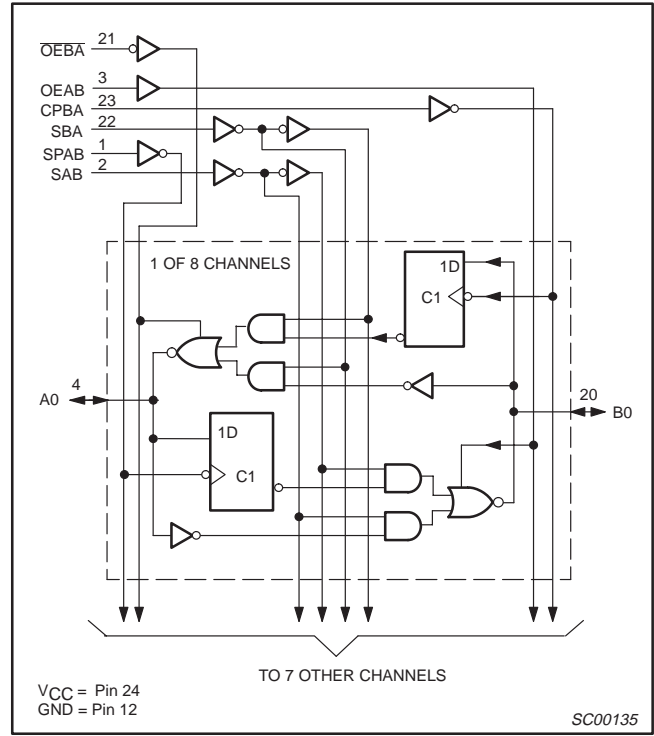 OEBA 21
OEAB 3
CPBA 23
SBA 22
SPAB 1
SAB 2
1 OF 8 CHANNELS
1D
C1
A0 4
20 B0
1D
C1
TO 7 OTHER CHANNELS
VCC = Pin 24
GND = Pin 12
SC00135